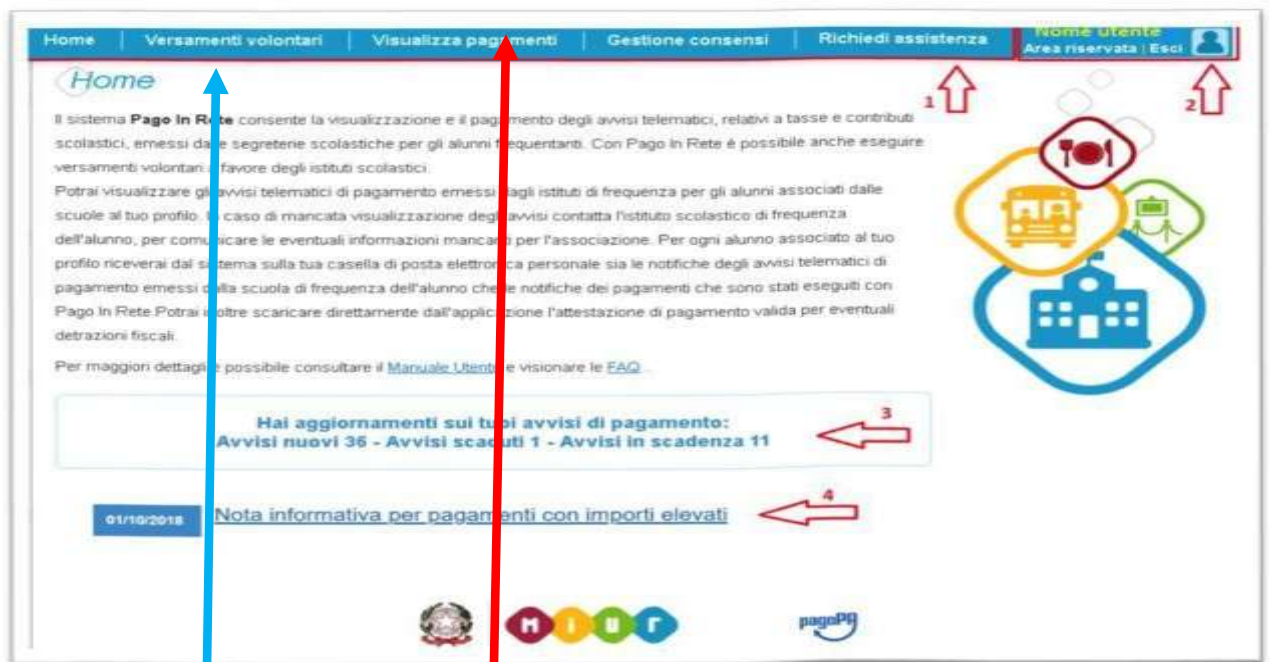 Home | Versamenti volontari | Visualizza pagamenti | Gestione consensi | Richiedi assistenza
Nome utente
Area riservata | Esci
1
2
Home
Il sistema Pago In Rete consente la visualizzazione e il pagamento degli avvisi telematici, relativi a tasse e contributi
scolastici, emessi dalle segreterie scolastiche per gli alunni frequentanti. Con Pago In Rete è possibile anche eseguire
versamenti volontari a favore degli istituti scolastici.
Potrai visualizzare gli avvisi telematici di pagamento emessi dagli istituti di frequenza per gli alunni associati dalle
scuole al tuo profilo. In caso di mancata visualizzazione degli avvisi contatta l'istituto scolastico di frequenza
dell'alunno, per comunicare le eventuali informazioni mancanti per l'associazione. Per ogni alunno associato al tuo
profilo riceverai dal sistema sulla tua casella di posta elettronica personale sia le notifiche degli avvisi telematici di
pagamento emessi dalla scuola di frequenza dell'alunno che le notifiche dei pagamenti che sono stati eseguiti con
Pago In Rete.Potrai inoltre scaricare direttamente dall'applicazione l'attestazione di pagamento valida per eventuali
detrazioni fiscali.
Per maggiori dettagli è possibile consultare il Manuale Utente e visionare le FAQ.
Hai aggiornamenti sui tuoi avvisi di pagamento:
Avvisi nuovi 36 - Avvisi scaduti 1 - Avvisi in scadenza 11
3
01/10/2018 Nota informativa per pagamenti con importi elevati
4
miur
pagoPA